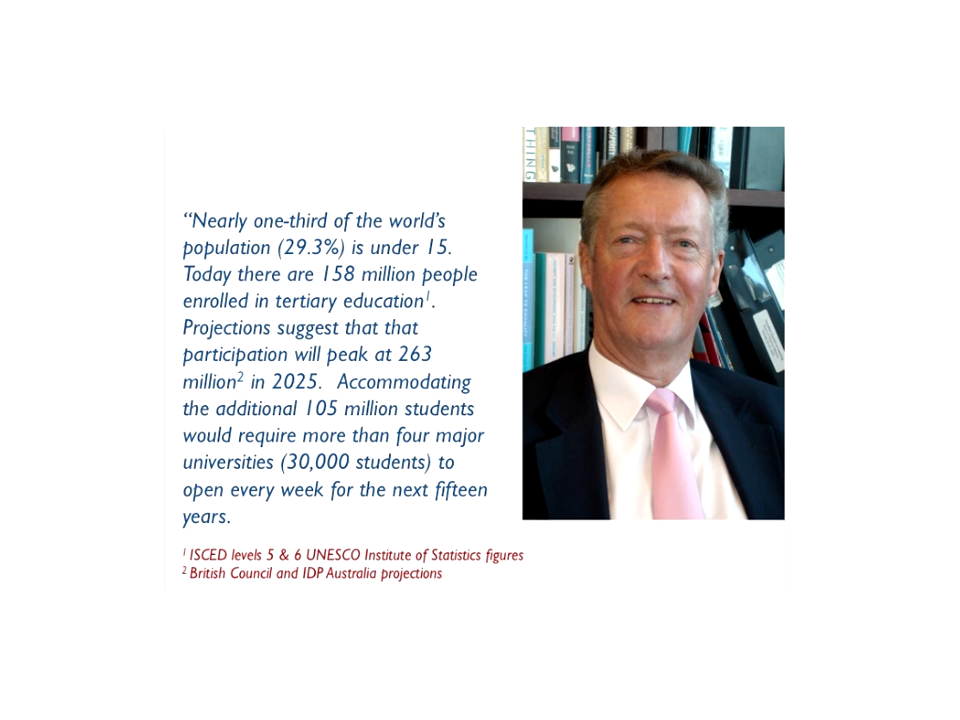 “Nearly one-third of the world’s
population (29.3%) is under 15.
Today there are 158 million people
enrolled in tertiary education¹.
Projections suggest that that
participation will peak at 263
million² in 2025.   Accommodating
the additional 105 million students
would require more than four major
universities (30,000 students) to
open every week for the next fifteen
years.
¹ ISCED levels 5 & 6 UNESCO Institute of Statistics figures
² British Council and IDP Australia projections
THING